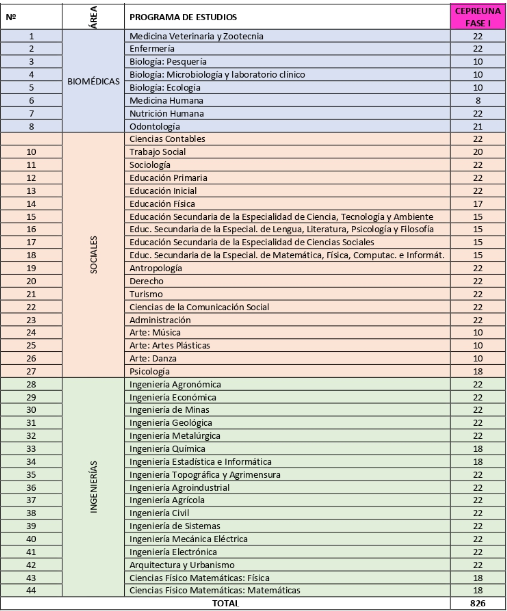 Nº ÁREA PROGRAMA DE ESTUDIOS CEPREUNA FASE I
BIOMÉDICAS
1 Medicina Veterinaria y Zootecnia 22
2 Enfermería 22
3 Biología: Pesquería 10
4 Biología: Microbiología y laboratorio clínico 10
5 Biología: Ecología 10
6 Medicina Humana 8
7 Nutrición Humana 22
8 Odontología 21
SOCIALES
Ciencias Contables 22
10 Trabajo Social 20
11 Sociología 22
12 Educación Primaria 22
13 Educación Inicial 22
14 Educación Física 17
15 Educación Secundaria de la Especialidad de Ciencia, Tecnología y Ambiente 15
16 Educ. Secundaria de la Especial. de Lengua, Literatura, Psicología y Filosofía 15
17 Educación Secundaria de la Especialidad de Ciencias Sociales 15
18 Educ. Secundaria de la Especial. de Matemática, Física, Computac. e Informát. 15
19 Antropología 22
20 Derecho 22
21 Turismo 22
22 Ciencias de la Comunicación Social 22
23 Administración 22
24 Arte: Música 10
25 Arte: Artes Plásticas 10
26 Arte: Danza 10
27 Psicología 18
INGENIERÍAS
28 Ingeniería Agronómica 22
29 Ingeniería Económica 22
30 Ingeniería de Minas 22
31 Ingeniería Geológica 22
32 Ingeniería Metalúrgica 22
33 Ingeniería Química 18
34 Ingeniería Estadística e Informática 18
35 Ingeniería Topográfica y Agrimensura 22
36 Ingeniería Agroindustrial 22
37 Ingeniería Agrícola 22
38 Ingeniería Civil 22
39 Ingeniería de Sistemas 22
40 Ingeniería Mecánica Eléctrica 22
41 Ingeniería Electrónica 22
42 Arquitectura y Urbanismo 22
43 Ciencias Físico Matemáticas: Física 18
44 Ciencias Físico Matemáticas: Matemáticas 18
TOTAL 826